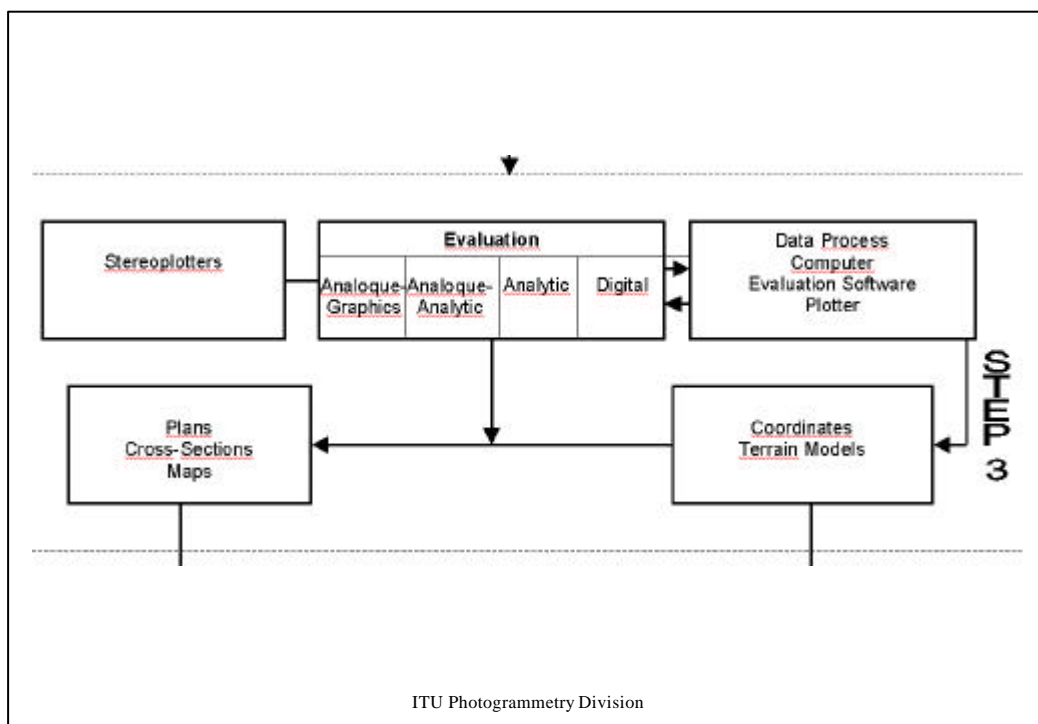 Stereoplotters
Evaluation
Analoque-
Graphics
Analoque-
Analytic
Analytic
Digital
Data Process
Computer
Evaluation Software
Plotter
STEP 3
Plans
Cross-Sections
Maps
Coordinates
Terrain Models
ITU Photogrammetry Division